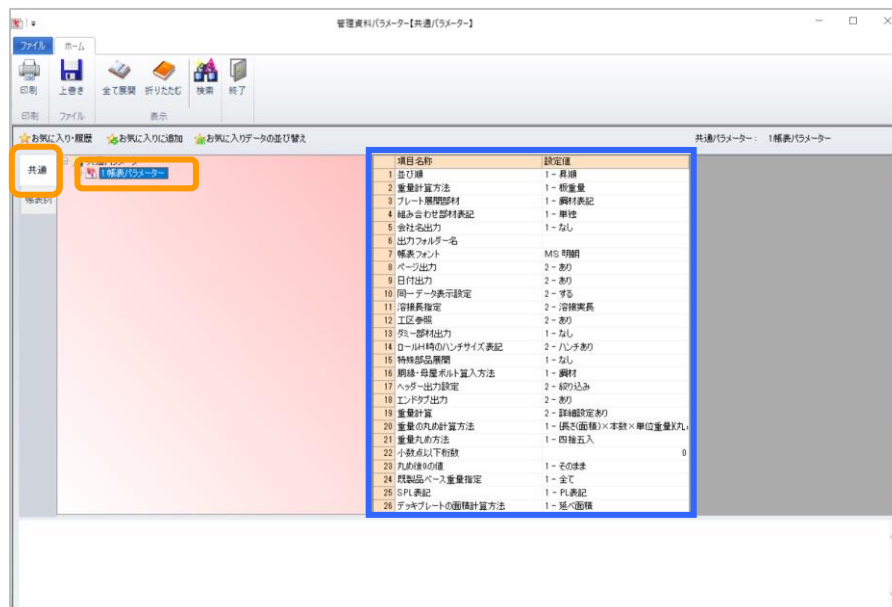 管理資料パラメーター【共通パラメーター】
ファイル ホーム
印刷 上書き 全て展開 折りたたむ 検索 終了
印刷 ファイル 表示
お気に入り・履歴 お気に入りに追加 お気に入りデータの並び替え 共通パラメーター： 1帳表パラメーター
共通
1帳表パラメーター
帳表別
項目名称 設定値
1 並び順 1 - 昇順
2 重量計算方法 1 - 板重量
3 プレート展開部材 1 - 鋼材表記
4 組み合わせ部材表記 1 - 単独
5 会社名出力 1 - なし
6 出力フォルダー名
7 帳表フォント MS 明朝
8 ページ出力 2 - あり
9 日付出力 2 - あり
10 同一データ表示設定 2 - する
11 溶接長指定 2 - 溶接実長
12 工区参照 2 - あり
13 ダミー部材出力 1 - なし
14 ロールH時のハンチサイズ表記 2 - ハンチあり
15 特殊部品展開 1 - なし
16 胴縁・母屋ボルト算入方法 1 - 鋼材
17 ヘッダー出力設定 2 - 絞り込み
18 エンドタブ出力 2 - あり
19 重量計算 2 - 詳細設定あり
20 重量の丸め計算方法 1 - (長さ(面積)×本数×単位重量)(丸
21 重量丸め方法 1 - 四捨五入
22 小数点以下桁数 0
23 丸め後0の値 1 - そのまま
24 既製品ベース重量指定 1 - 全て
25 SPL表記 1 - PL表記
26 デッキプレートの面積計算方法 1 - 延べ面積